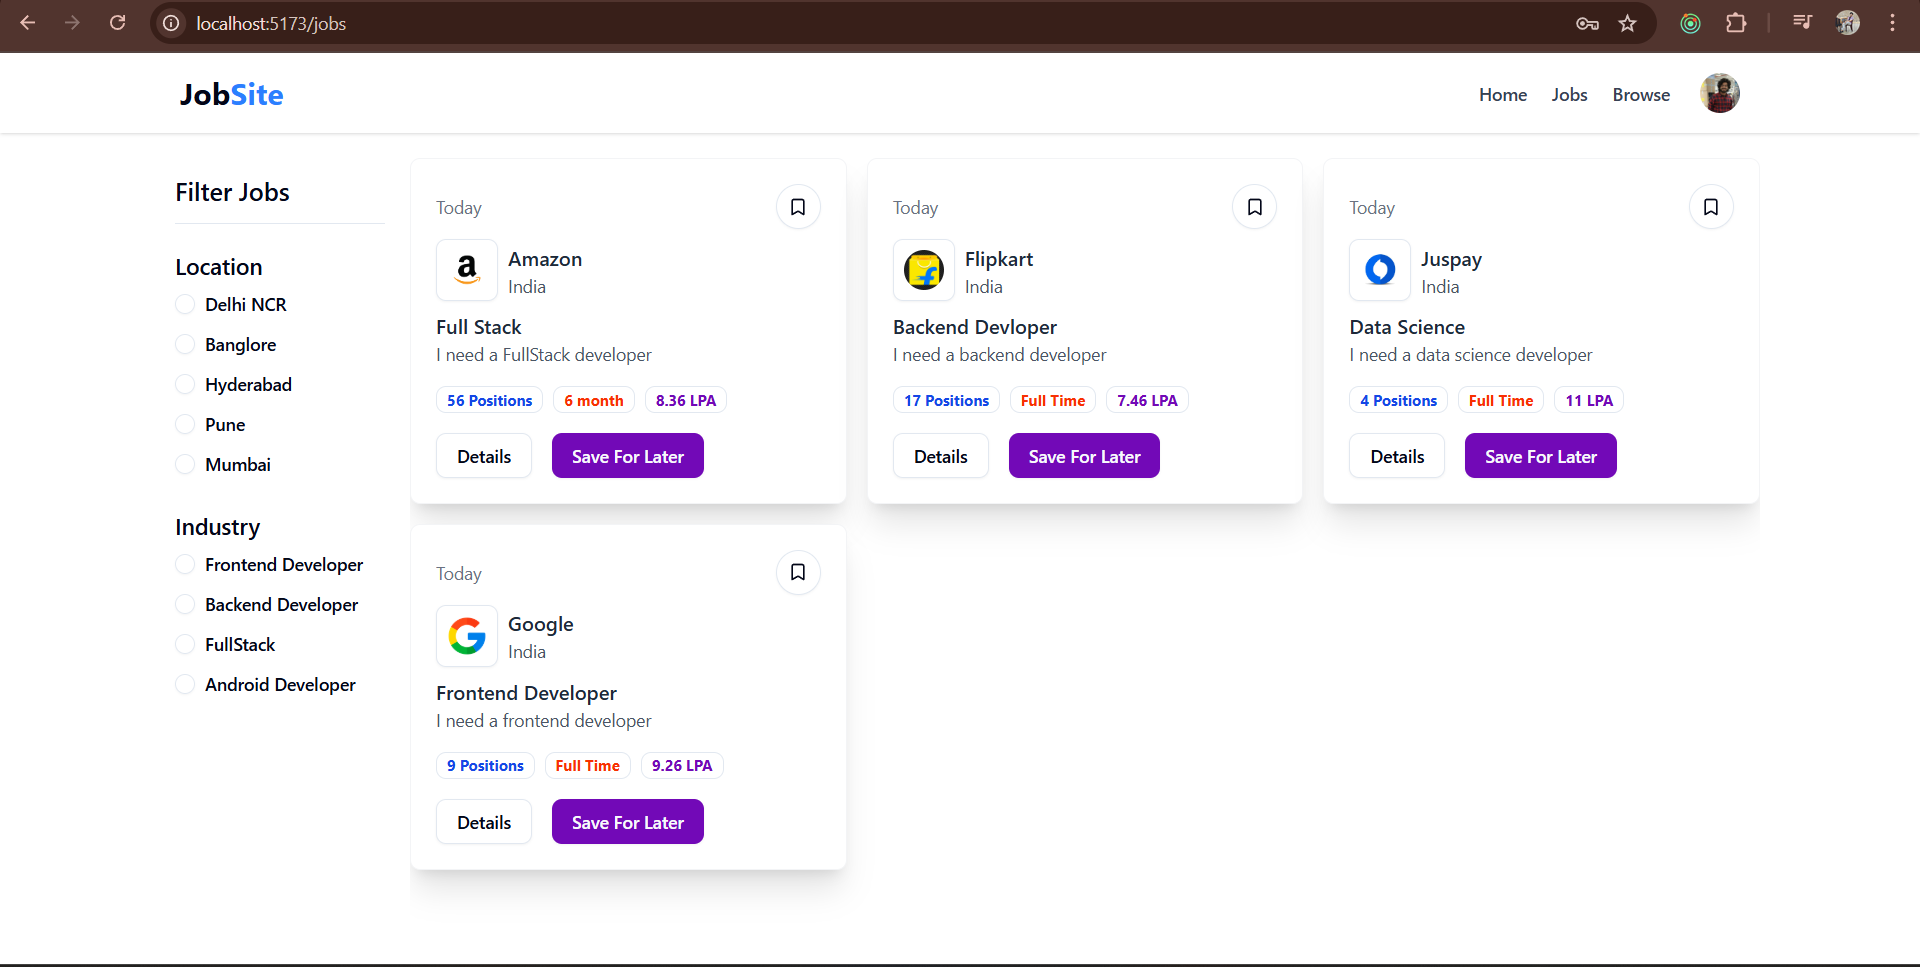 localhost:5173/jobs
JobSite
Home
Jobs
Browse
Filter Jobs
Location
Delhi NCR
Banglore
Hyderabad
Pune
Mumbai
Industry
Frontend Developer
Backend Developer
FullStack
Android Developer
Today
Amazon
India
Full Stack
I need a FullStack developer
56 Positions 6 month 8.36 LPA
Details Save For Later
Today
Flipkart
India
Backend Devloper
I need a backend developer
17 Positions Full Time 7.46 LPA
Details Save For Later
Today
Juspay
India
Data Science
I need a data science developer
4 Positions Full Time 11 LPA
Details Save For Later
Today
Google
India
Frontend Developer
I need a frontend developer
9 Positions Full Time 9.26 LPA
Details Save For Later